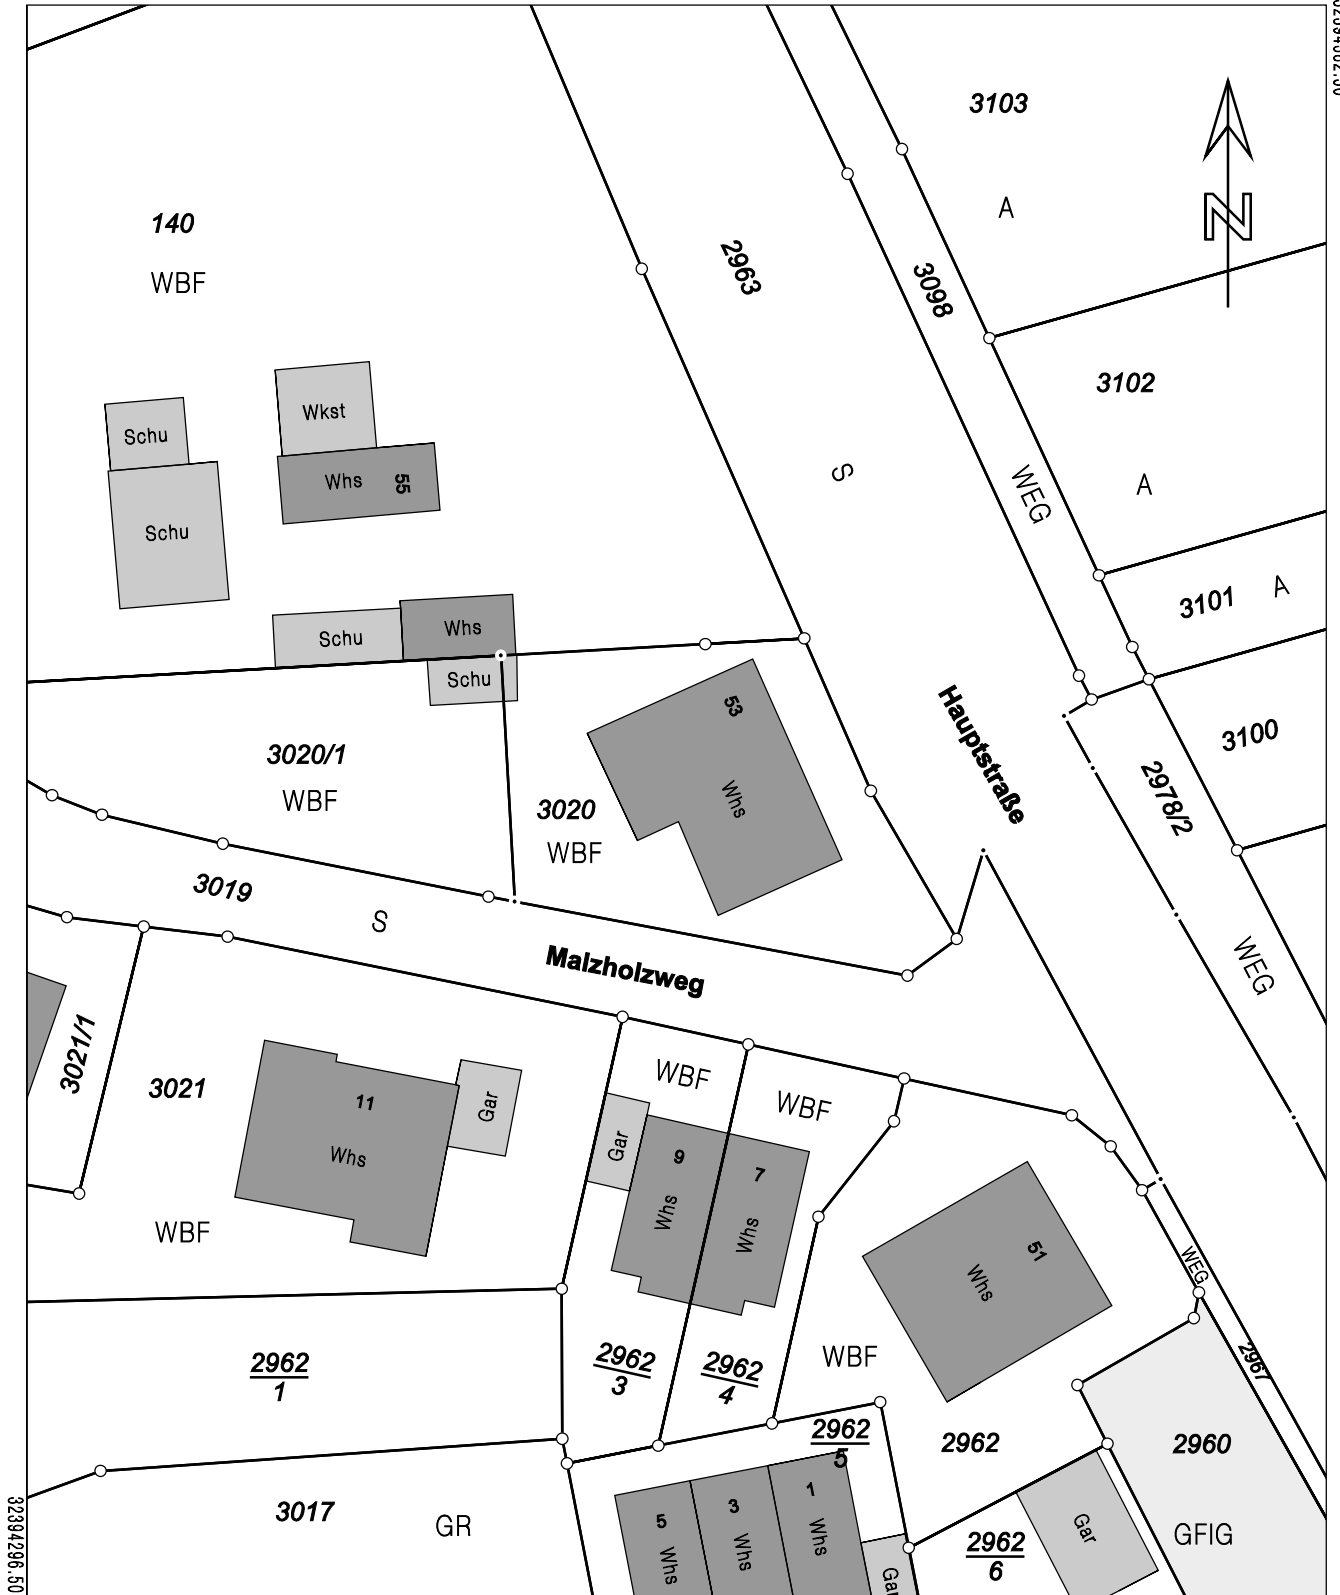 3103
A
N
140
WBF
2963
3098
3102
A
Wkst
Schu
Whs 55
Schu
S
WEG
3101 A
Schu
Whs
Schu
53
Whs
Hauptstraße
3100
2978/2
3020/1
WBF
3020
WBF
3019
S
Malzholzweg
WEG
3021/1
3021
11
Whs
Gar
WBF
WBF
WBF
Gar
9
Whs
7
Whs
51
Whs
WEG
2967
2962
1
2962
3
2962
4
WBF
2962
5
2962
2960
3017
GR
5
Whs
3
Whs
1
Whs
Gar
2962
6
Gar
GFIG
32394296.50